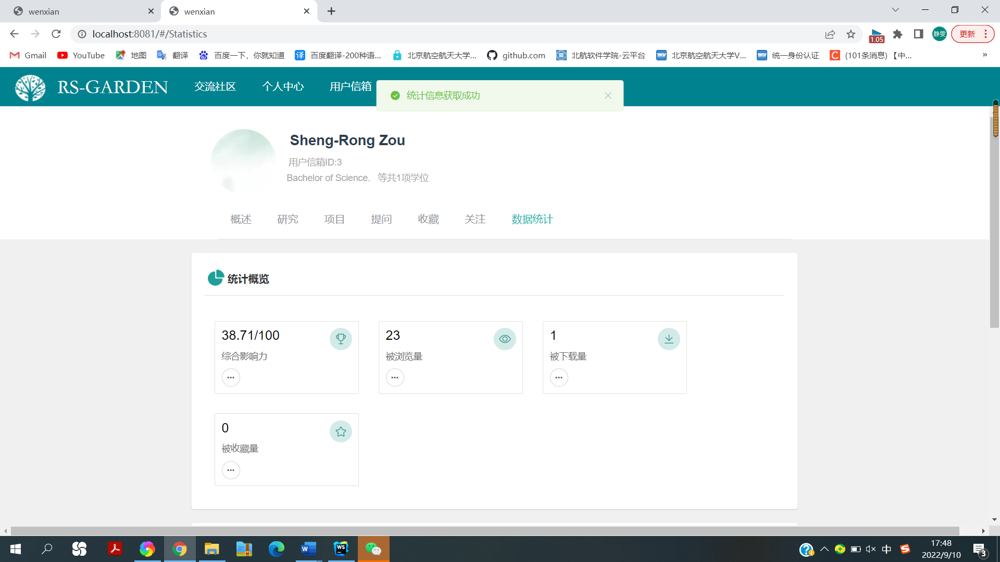 wenxian
wenxian
localhost:8081/#/Statistics
1.05
静雯
更新
Gmail
YouTube
地图
翻译
百度一下，你就知道
译
百度翻译-200种语...
北京航空航天大学...
github.com
北航软件学院-云平台
北京航空航天大学V...
统一身份认证
C
(101条消息) 【中...
»
RS-GARDEN
交流社区
个人中心
用户信箱
统计信息获取成功
Sheng-Rong Zou
用户信箱ID:3
Bachelor of Science. 等共1项学位
概述
研究
项目
提问
收藏
关注
数据统计
统计概览
38.71/100
综合影响力
23
被浏览量
1
被下载量
0
被收藏量
W
WS
中
17:48
2022/9/10
3